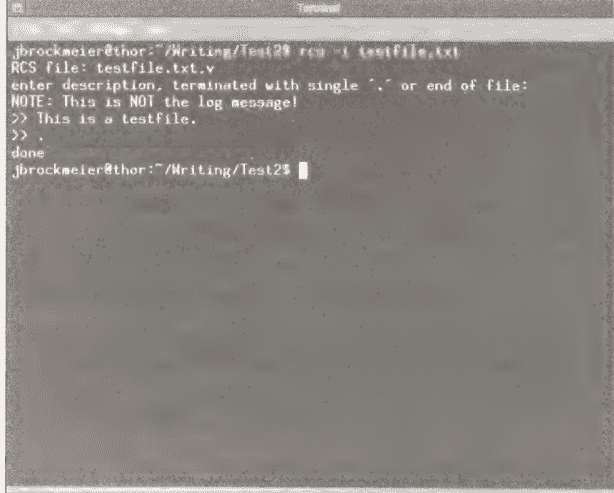 Terminal
jbrockmeier@thor:~/Writing/Test2$ rcs -i testfile.txt
RCS file: testfile.txt,v
enter description, terminated with single '.' or end of file:
NOTE: This is NOT the log message!
>> This is a testfile.
>> .
done
jbrockmeier@thor:~/Writing/Test2$